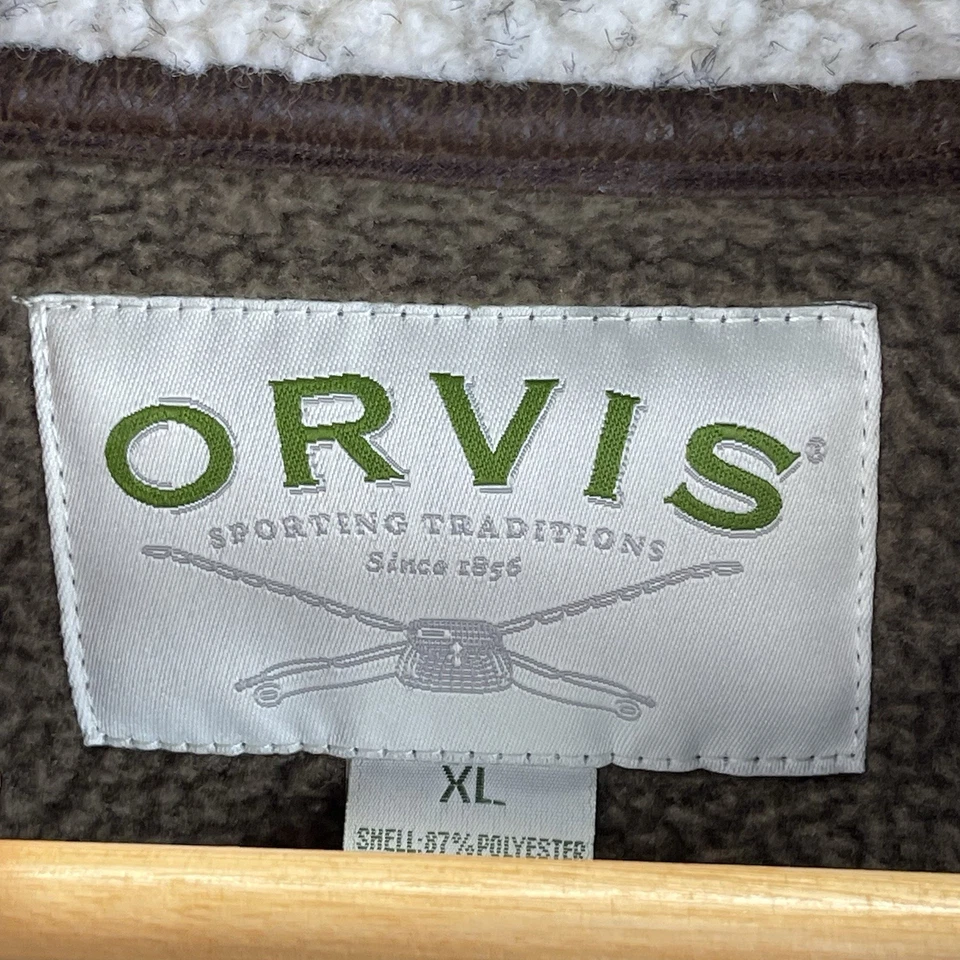 ORVIS®
SPORTING TRADITIONS
Since 1856
XL
SHELL:87%POLYESTER